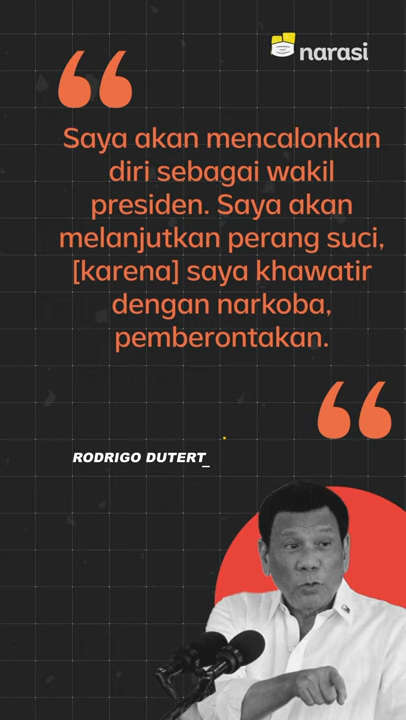 narasi
Saya akan mencalonkan
diri sebagai wakil
presiden. Saya akan
melanjutkan perang suci,
[karena] saya khawatir
dengan narkoba,
pemberontakan.
RODRIGO DUTERT_